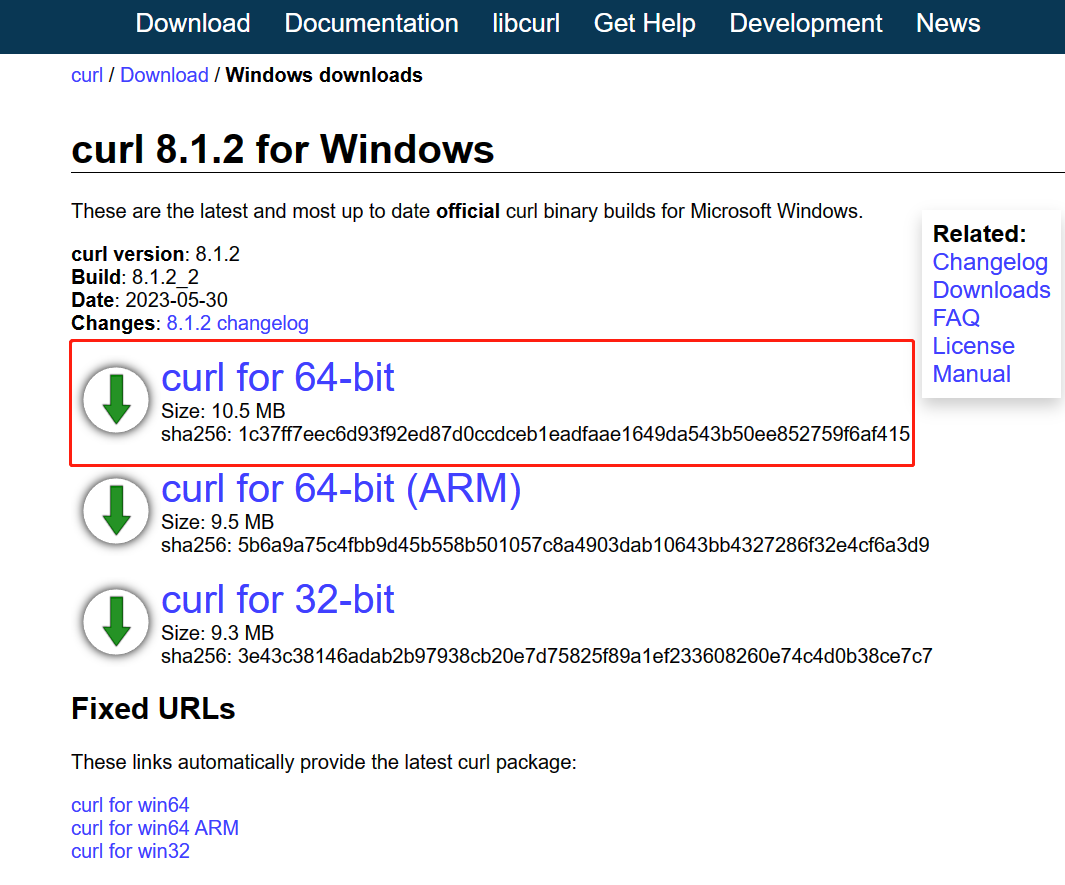 Download Documentation libcurl Get Help Development News
curl / Download / Windows downloads
curl 8.1.2 for Windows
These are the latest and most up to date official curl binary builds for Microsoft Windows.
curl version: 8.1.2
Build: 8.1.2_2
Date: 2023-05-30
Changes: 8.1.2 changelog
Related:
Changelog
Downloads
FAQ
License
Manual
curl for 64-bit
Size: 10.5 MB
sha256: 1c37ff7eec6d93f92ed87d0ccdceb1eadfaae1649da543b50ee852759f6af415
curl for 64-bit (ARM)
Size: 9.5 MB
sha256: 5b6a9a75c4fbb9d45b558b501057c8a4903dab10643bb4327286f32e4cf6a3d9
curl for 32-bit
Size: 9.3 MB
sha256: 3e43c38146adab2b97938cb20e7d75825f89a1ef233608260e74c4d0b38ce7c7
Fixed URLs
These links automatically provide the latest curl package:
curl for win64
curl for win64 ARM
curl for win32